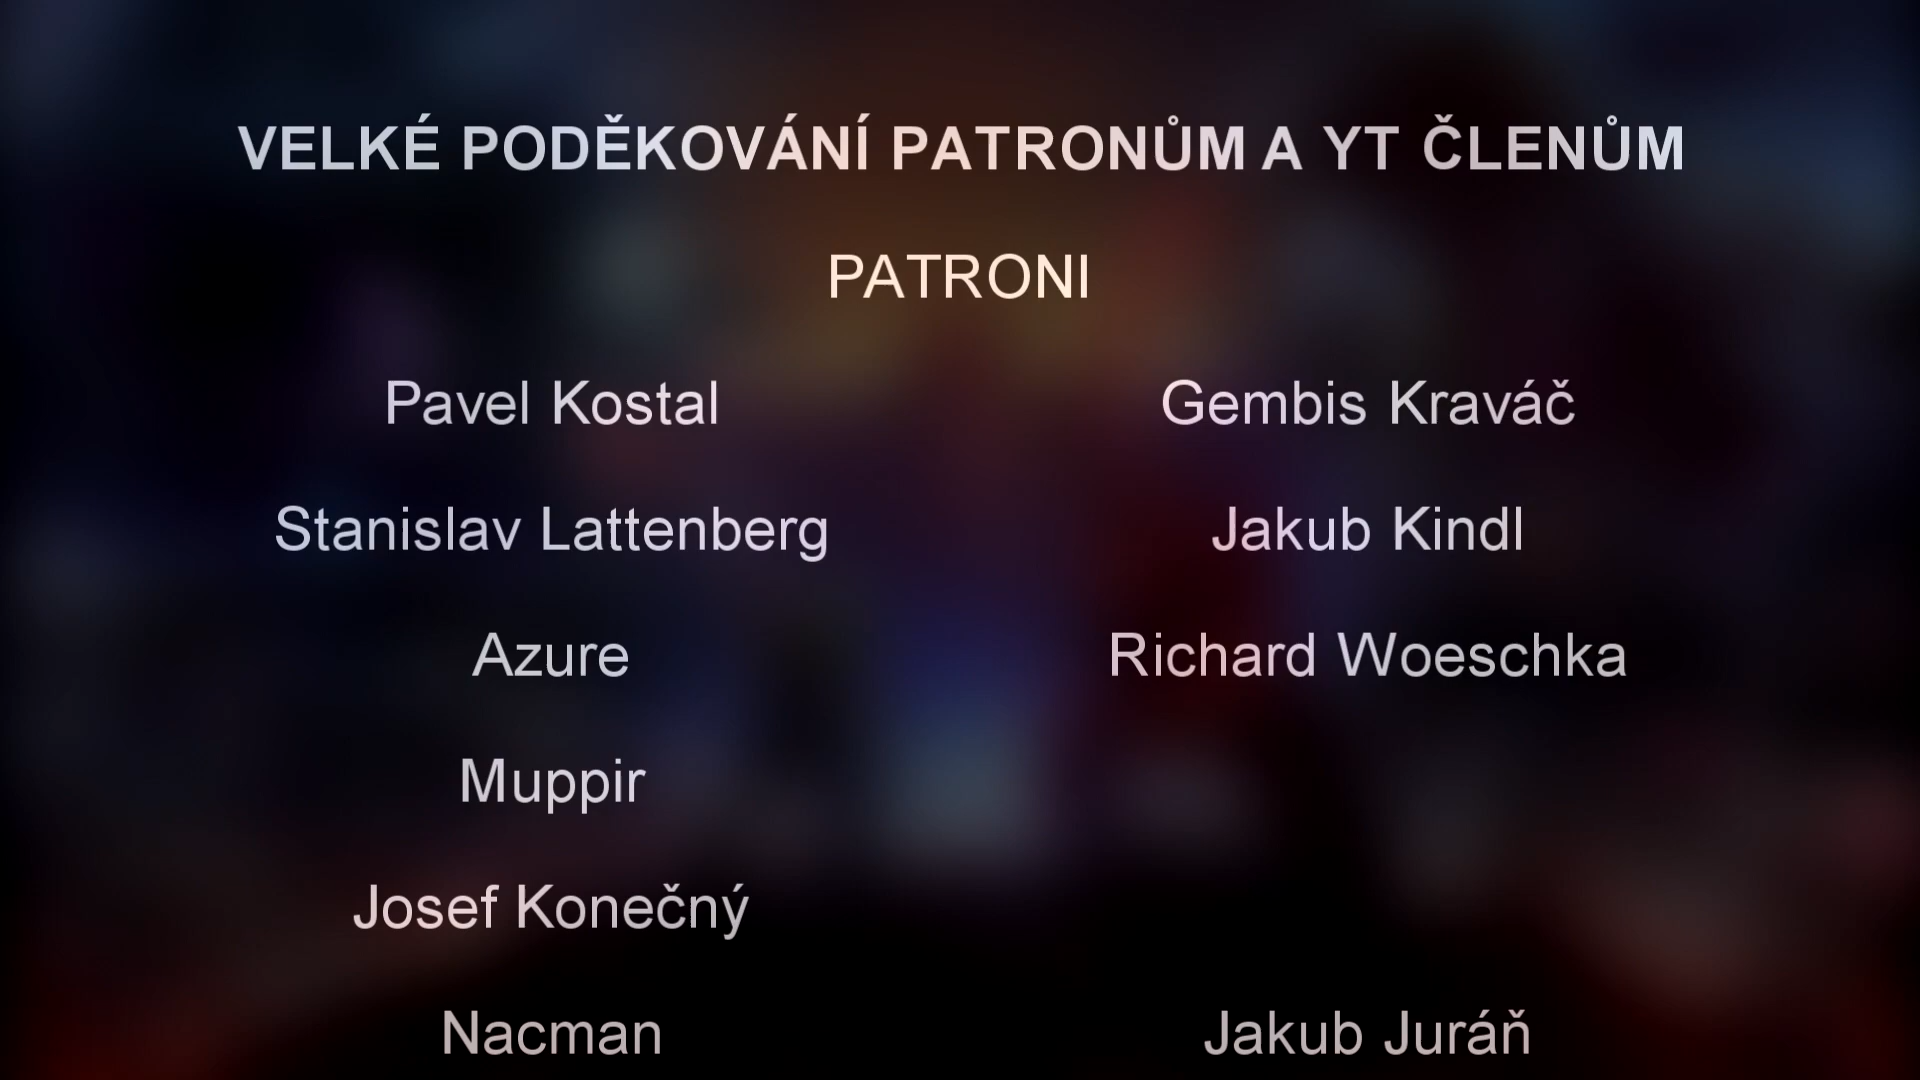 VELKÉ PODĚKOVÁNÍ PATRONŮM A YT ČLENŮM
PATRONI
Pavel Kostal Gembis Kraváč
Stanislav Lattenberg Jakub Kindl
Azure Richard Woeschka
Muppir
Josef Konečný
Nacman Jakub Juráň